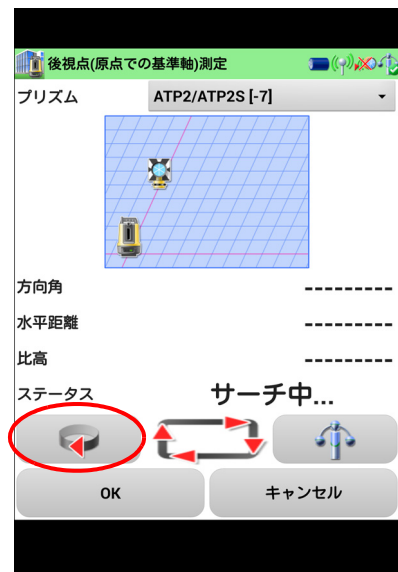 後視点(原点での基準軸)測定
プリズム ATP2/ATP2S [-7]
方向角 ---------
水平距離 ---------
比高 ---------
ステータス サーチ中...
OK キャンセル